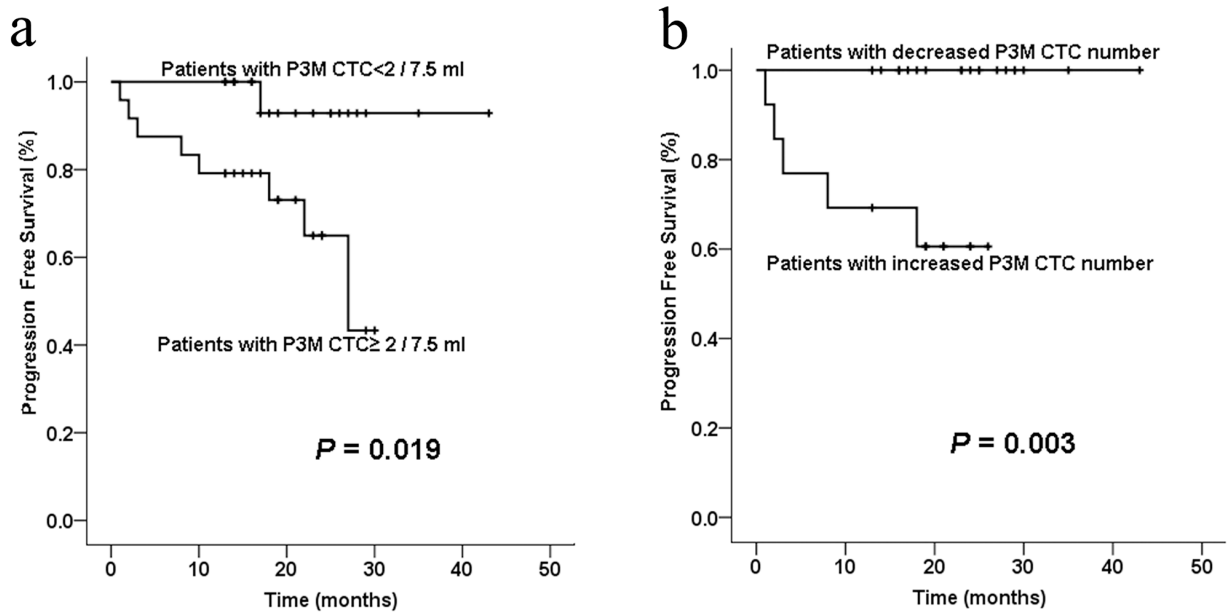 a
Patients with P3M CTC<2 / 7.5 ml
1.0
0.8
0.6
0.4
0.2
0.0
Progression Free Survival (%)
Patients with P3M CTC≥ 2 / 7.5 ml
P = 0.019
0 10 20 30 40 50
Time (months)
b
Patients with decreased P3M CTC number
1.0
0.8
0.6
0.4
0.2
0.0
Progression Free Survival (%)
Patients with increased P3M CTC number
P = 0.003
0 10 20 30 40 50
Time (months)